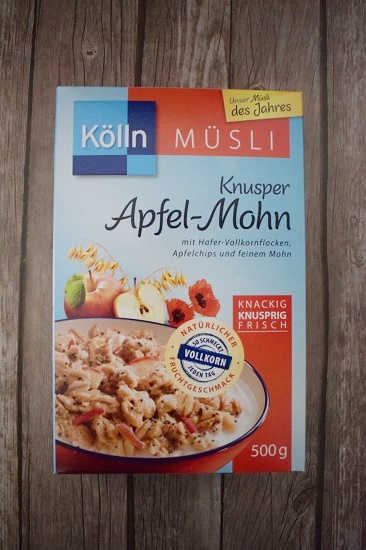 Unser Müsli
des Jahres
Kölln
MÜSLI
Knusper
Apfel-Mohn
mit Hafer-Vollkornflocken,
Apfelchips und feinem Mohn
KNACKIG
KNUSPRIG
FRISCH
NATÜRLICHER
SO SCHMECKT
VOLLKORN
JEDEN TAG
FRUCHTGESCHMACK
500g